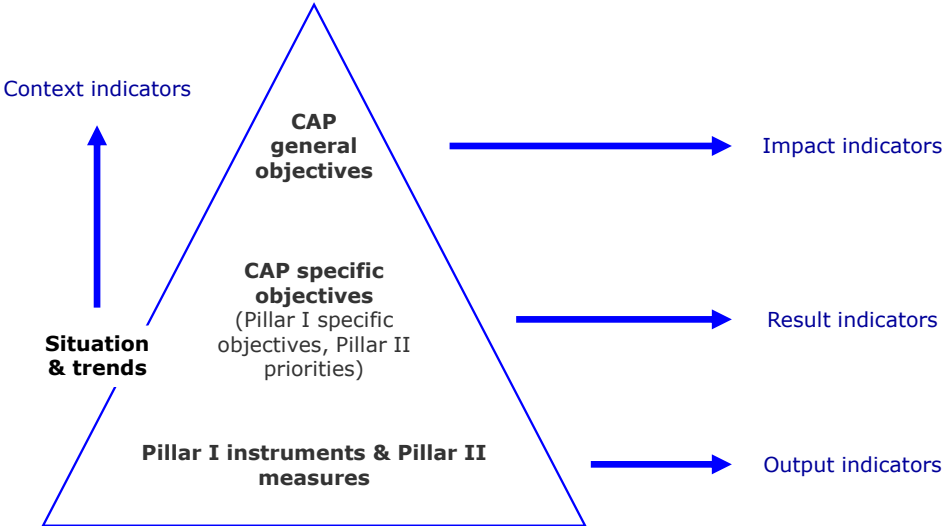 Context indicators
CAP
general
objectives
Impact indicators
CAP specific
objectives
(Pillar I specific
objectives, Pillar II
priorities)
Result indicators
Situation
& trends
Pillar I instruments & Pillar II
measures
Output indicators